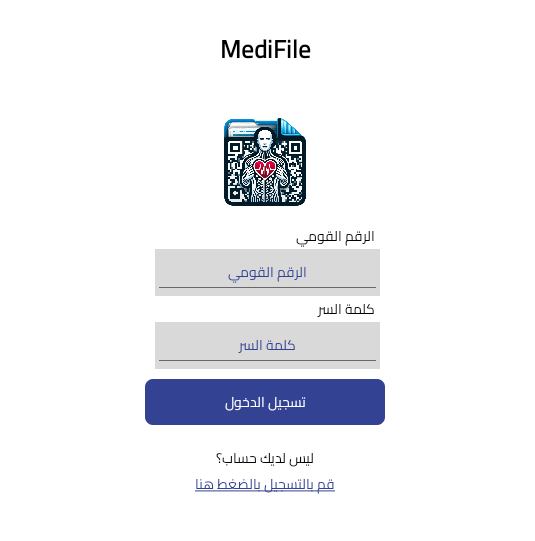 MediFile
الرقم القومي
الرقم القومي
كلمة السر
كلمة السر
تسجيل الدخول
ليس لديك حساب؟
قم بالتسجيل بالضغط هنا